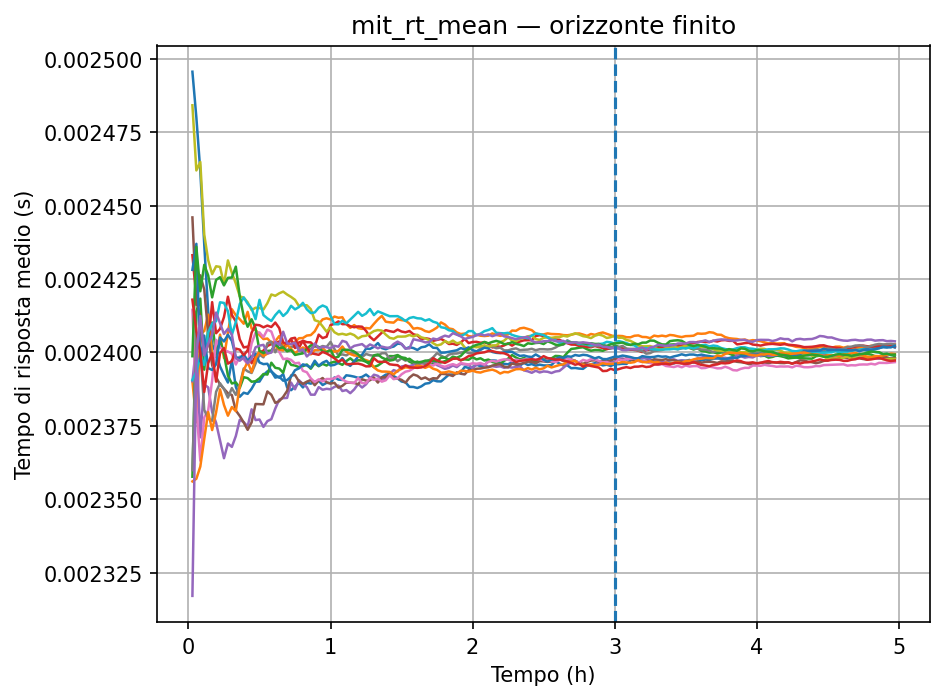 mit_rt_mean — orizzonte finito
Tempo di risposta medio (s)
0.002500
0.002475
0.002450
0.002425
0.002400
0.002375
0.002350
0.002325
0 1 2 3 4 5
Tempo (h)